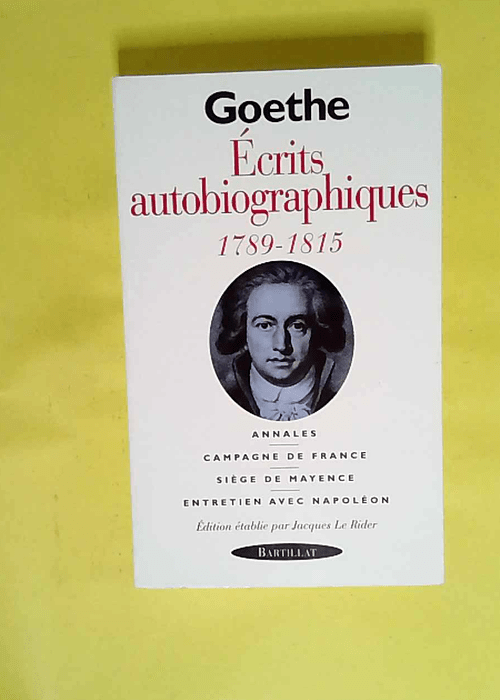 Goethe
Écrits
autobiographiques
1789-1815
ANNALES
CAMPAGNE DE FRANCE
SIÈGE DE MAYENCE
ENTRETIEN AVEC NAPOLÉON
Édition établie par Jacques Le Rider
BARTILLAT